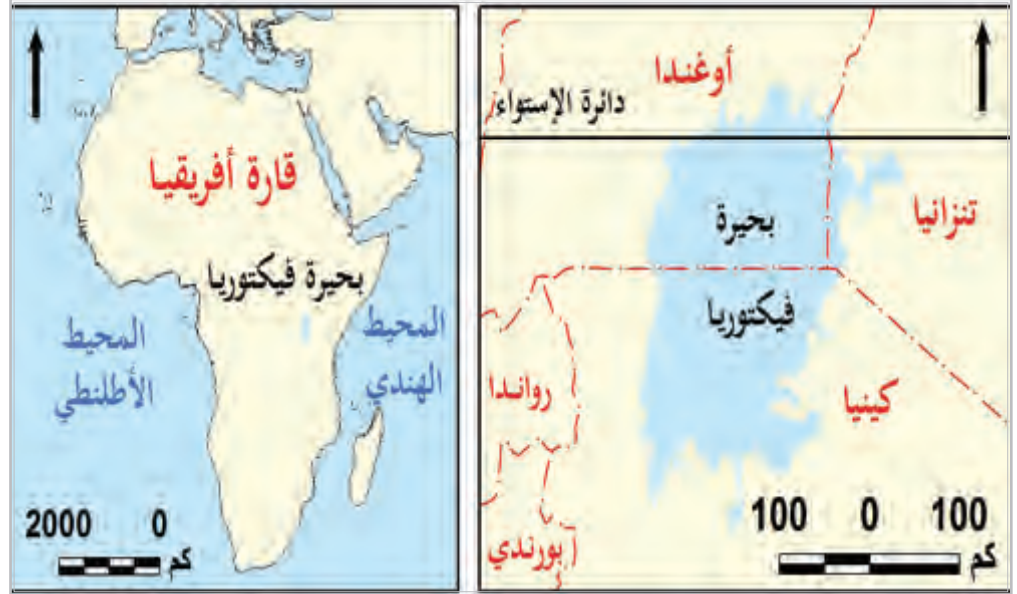 أوغندا
دائرة الإستواء
تنزانيا
بحيرة
فيكتوريا
رواندا
كينيا
بورندي
100 0 100
كم
قارة أفريقيا
بحيرة فيكتوريا
المحيط
الهندي
المحيط
الأطلنطي
2000 0
كم